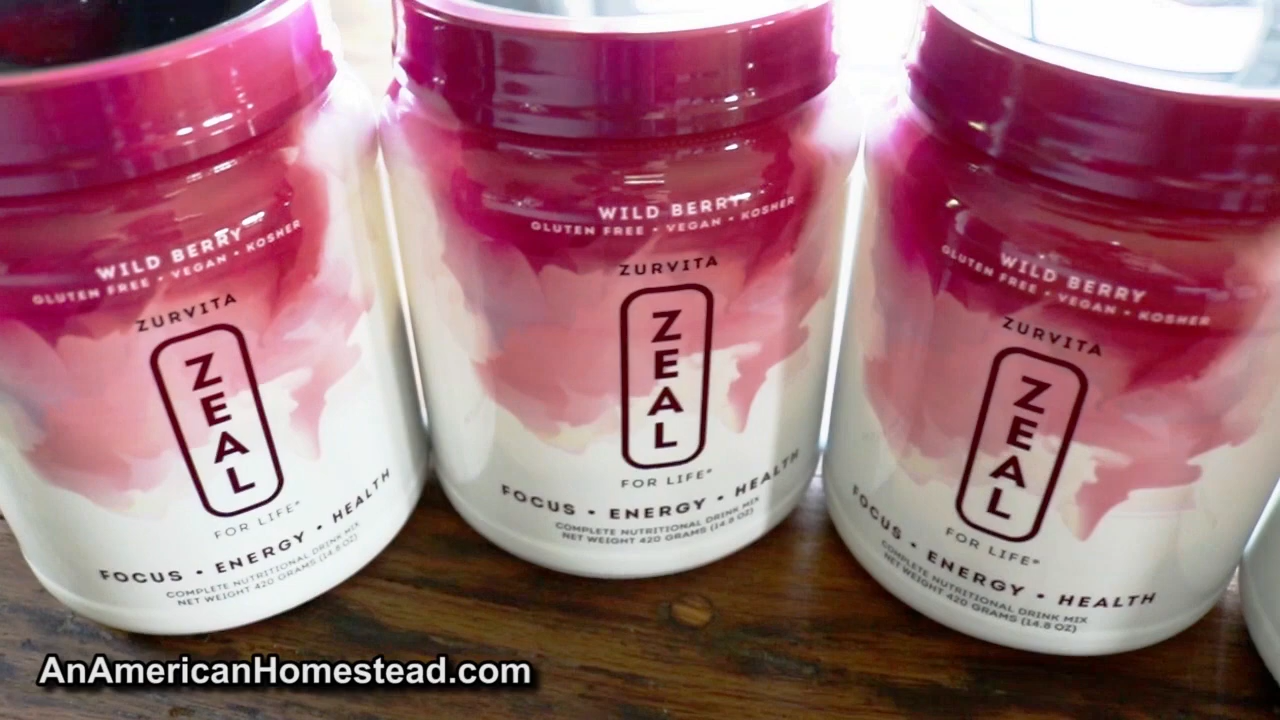 WILD BERRY
GLUTEN FREE • VEGAN • KOSHER
ZURVITA
ZEAL
FOR LIFE®
FOCUS • ENERGY • HEALTH
COMPLETE NUTRITIONAL DRINK MIX
NET WEIGHT 420 GRAMS (14.8 OZ)
WILD BERRY
GLUTEN FREE • VEGAN • KOSHER
ZURVITA
ZEAL
FOR LIFE®
FOCUS • ENERGY • HEALTH
COMPLETE NUTRITIONAL DRINK MIX
NET WEIGHT 420 GRAMS (14.8 OZ)
WILD BERRY
GLUTEN FREE • VEGAN • KOSHER
ZURVITA
ZEAL
FOR LIFE®
FOCUS • ENERGY • HEALTH
COMPLETE NUTRITIONAL DRINK MIX
NET WEIGHT 420 GRAMS (14.8 OZ)
AnAmericanHomestead.com